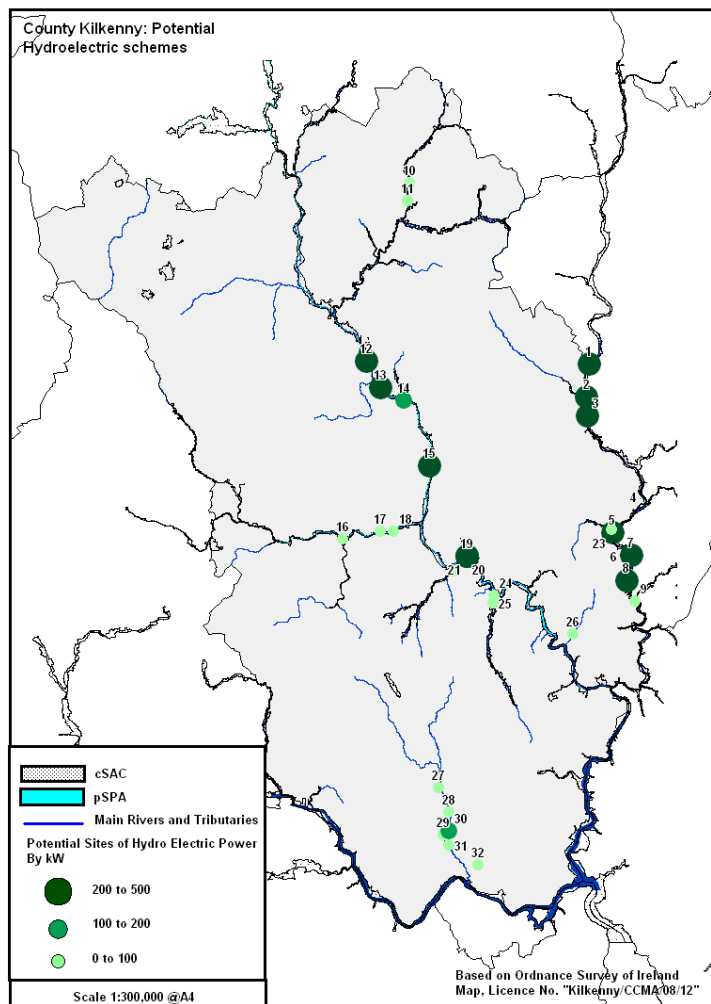 County Kilkenny: Potential
Hydroelectric schemes
10
11
12
1
13
2
14
3
15
4
5
16
17
18
23
19
7
6
20
21
8
24
9
25
26
27
28
30
29
31
32
cSAC
pSPA
Main Rivers and Tributaries
Potential Sites of Hydro Electric Power
By kW
200 to 500
100 to 200
0 to 100
Scale 1:300,000 @A4
Based on Ordnance Survey of Ireland
Map, Licence No. "Kilkenny/CCMA/08/12"